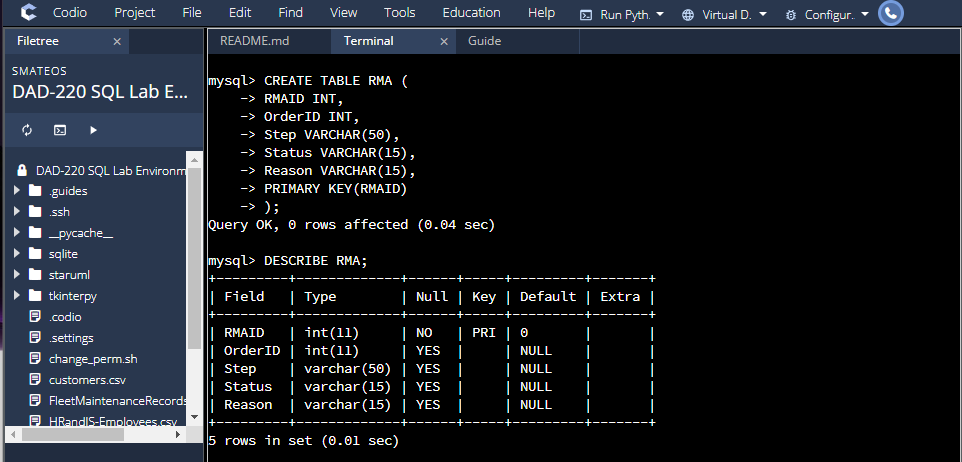 Codio Project File Edit Find View Tools Education Help Run Pyth. Virtual D. Configur..
Filetree ×
README.md Terminal × Guide
SMATEOS
DAD-220 SQL Lab E...
DAD-220 SQL Lab Environm
.guides
.ssh
__pycache__
sqlite
staruml
tkinterpy
.codio
.settings
change_perm.sh
customers.csv
FleetMaintenanceRecords
HRandIS-Employees.csv
mysql> CREATE TABLE RMA (
-> RMAID INT,
-> OrderID INT,
-> Step VARCHAR(50),
-> Status VARCHAR(15),
-> Reason VARCHAR(15),
-> PRIMARY KEY(RMAID)
-> );
Query OK, 0 rows affected (0.04 sec)
mysql> DESCRIBE RMA;
+---------+-------------+------+-----+---------+-------+
| Field | Type | Null | Key | Default | Extra |
+---------+-------------+------+-----+---------+-------+
| RMAID | int(11) | NO | PRI | 0 | |
| OrderID | int(11) | YES | | NULL | |
| Step | varchar(50) | YES | | NULL | |
| Status | varchar(15) | YES | | NULL | |
| Reason | varchar(15) | YES | | NULL | |
+---------+-------------+------+-----+---------+-------+
5 rows in set (0.01 sec)